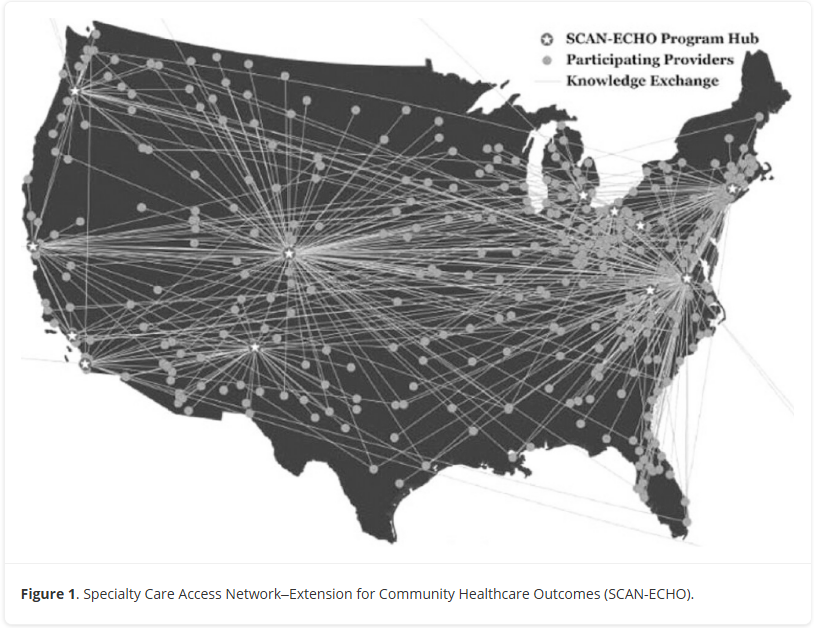 SCAN-ECHO Program Hub
Participating Providers
Knowledge Exchange
Figure 1. Specialty Care Access Network–Extension for Community Healthcare Outcomes (SCAN-ECHO).